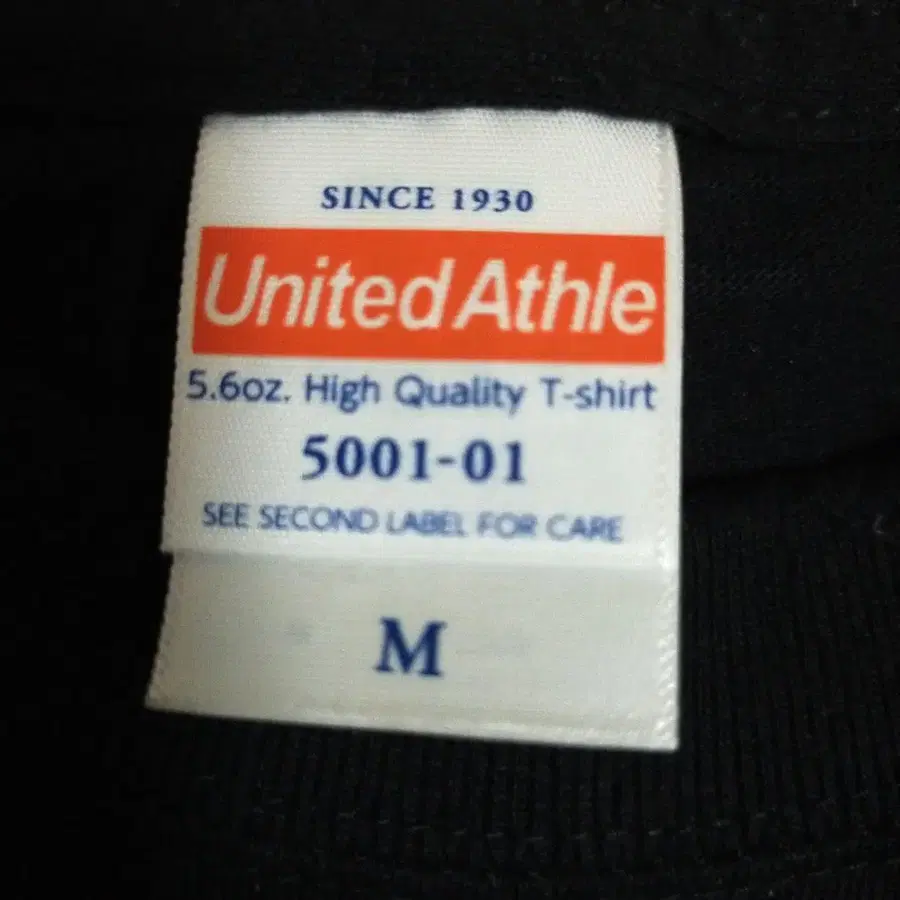 SINCE 1930
United Athle
5.6oz. High Quality T-shirt
5001-01
SEE SECOND LABEL FOR CARE
M